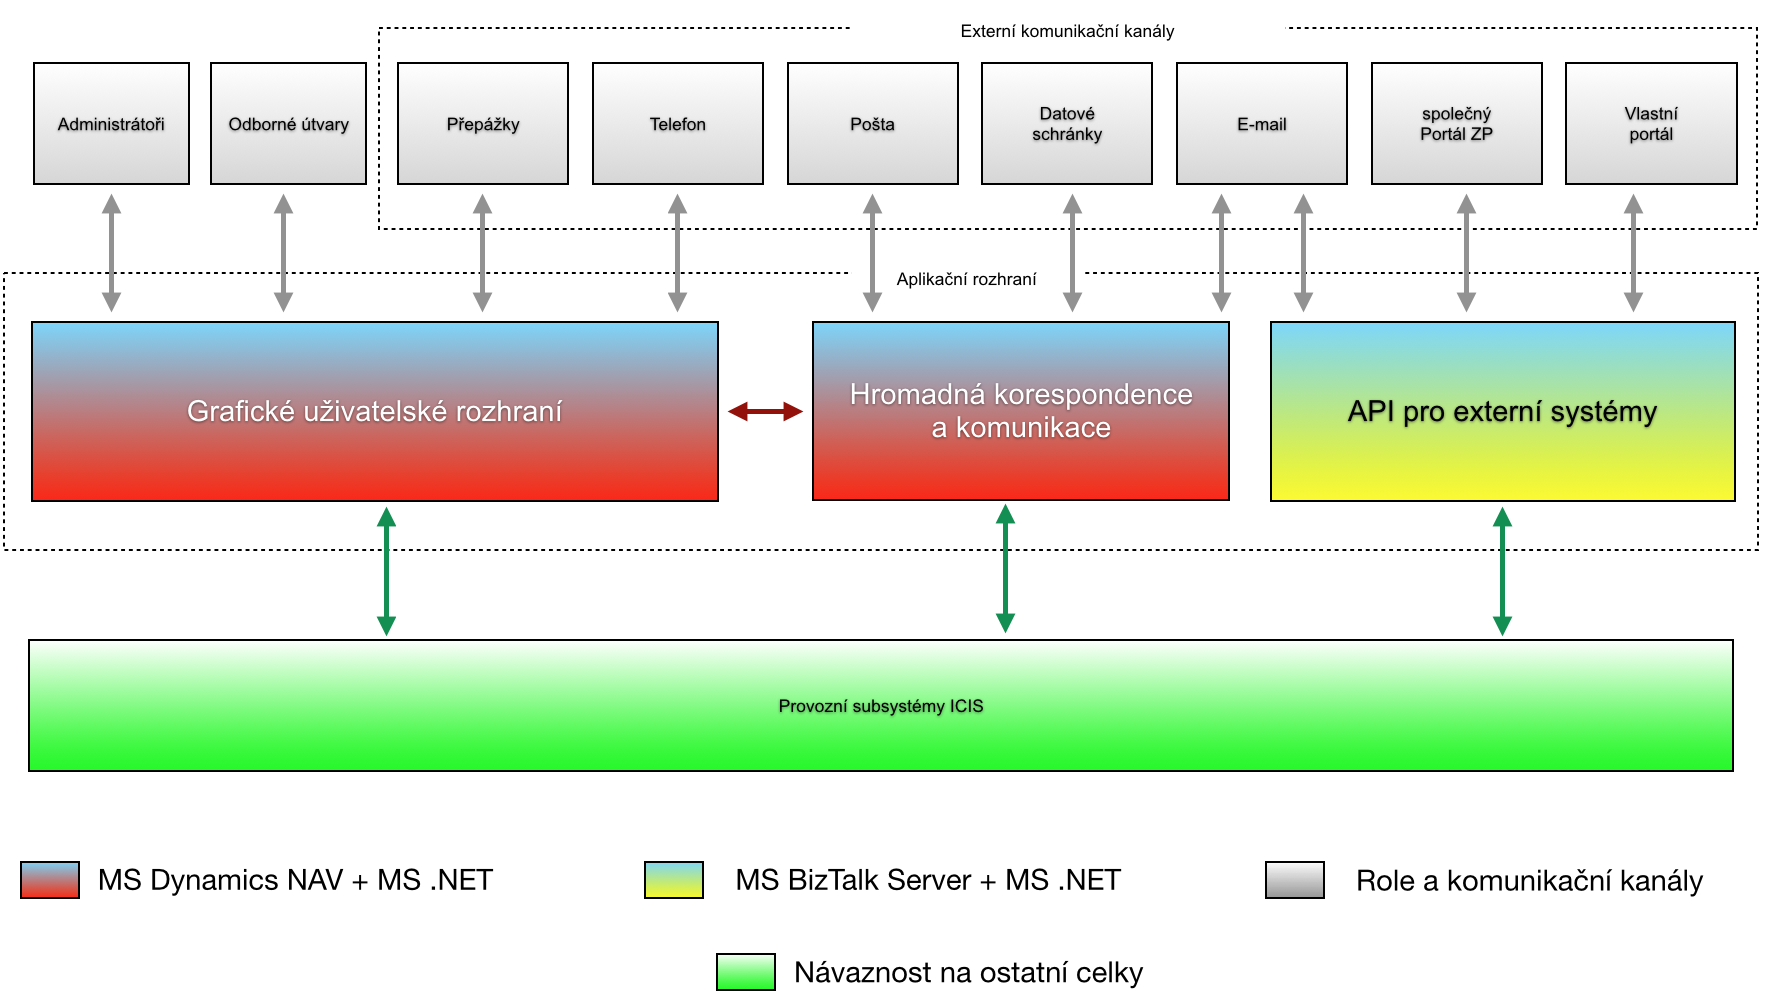 Externí komunikační kanály
Administrátoři
Odborné útvary
Přepážky
Telefon
Pošta
Datové
schránky
E-mail
společný
Portál ZP
Vlastní
portál
Aplikační rozhraní
Grafické uživatelské rozhraní
Hromadná korespondence
a komunikace
API pro externí systémy
Provozní subsystémy ICIS
MS Dynamics NAV + MS .NET
MS BizTalk Server + MS .NET
Role a komunikační kanály
Návaznost na ostatní celky